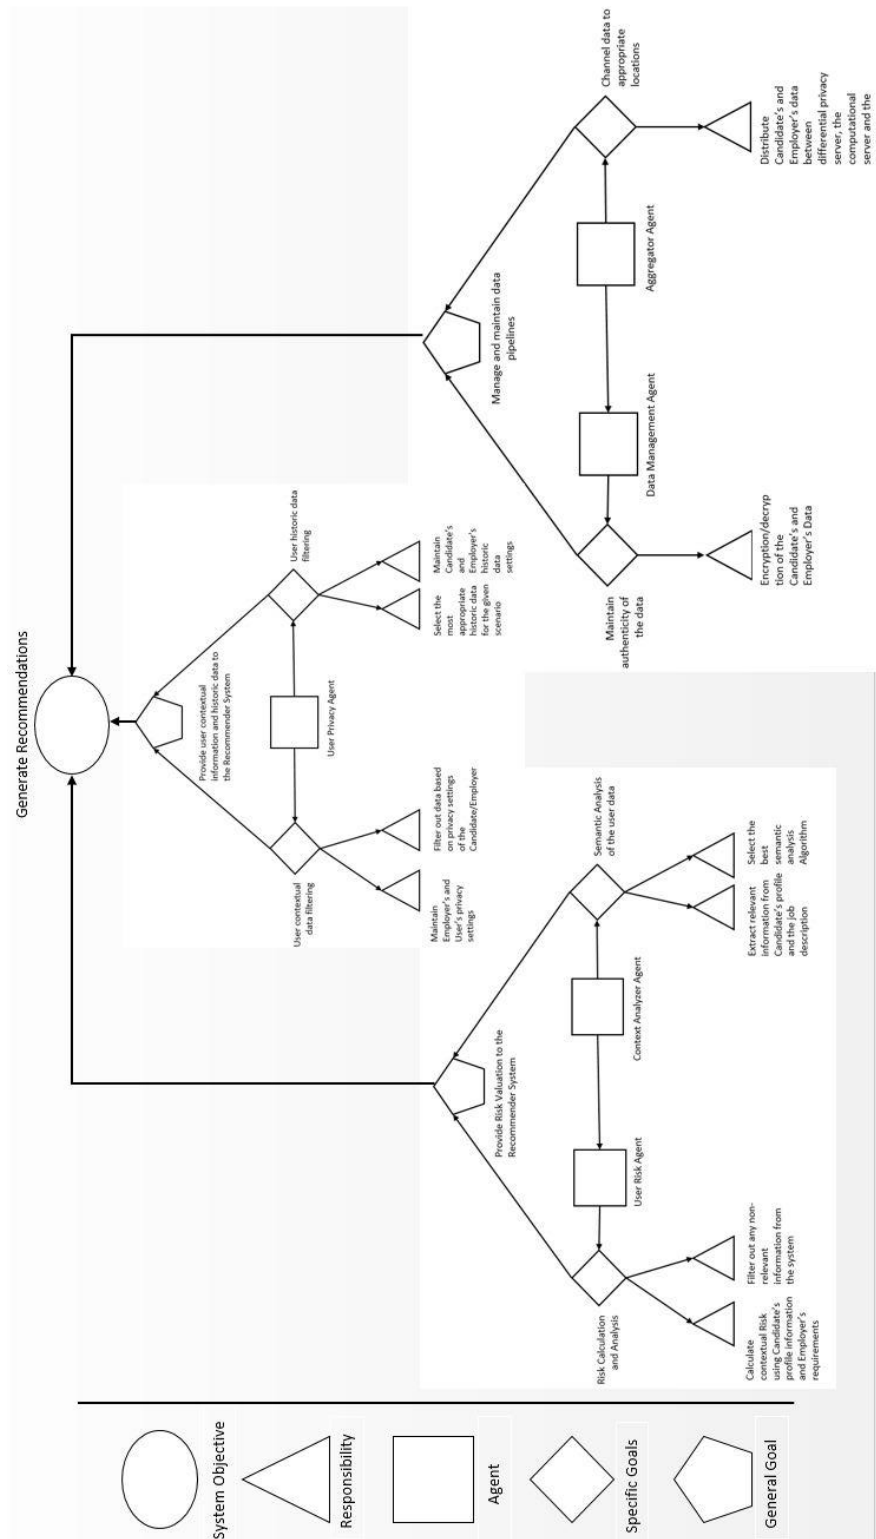 Generate Recommendations
Provide user contextual
information and historic data to
the Recommender System
User contextual
data filtering
User Privacy Agent
User historic data
filtering
Maintain
Employer's and
User's privacy
settings
Filter out data based
on privacy settings
of the
Candidate/Employer
Select the
most
appropriate
historic data
for the given
scenario
Maintain
Candidate's
and
Employer's
historic
data
settings
Provide Risk Valuation to the
Recommender System
Risk Calculation
and Analysis
User Risk Agent
Context Analyzer Agent
Semantic Analysis
of the user data
Calculate
contextual Risk
using Candidate's
profile information
and Employer's
requirements
Filter out any non-
relevant
information from
the system
Extract relevant
information from
Candidate's profile
and the job
description
Select the
best
semantic
analysis
Algorithm
Manage and maintain data
pipelines
Maintain
authenticity of
the data
Data Management Agent
Aggregator Agent
Channel data to
appropriate
locations
Encryption/decryp
tion of the
Candidate's and
Employer's Data
Distribute
Candidate's and
Employer's data
between
differential privacy
server, the
computational
server and the
System Objective
Responsibility
Agent
Specific Goals
General Goal